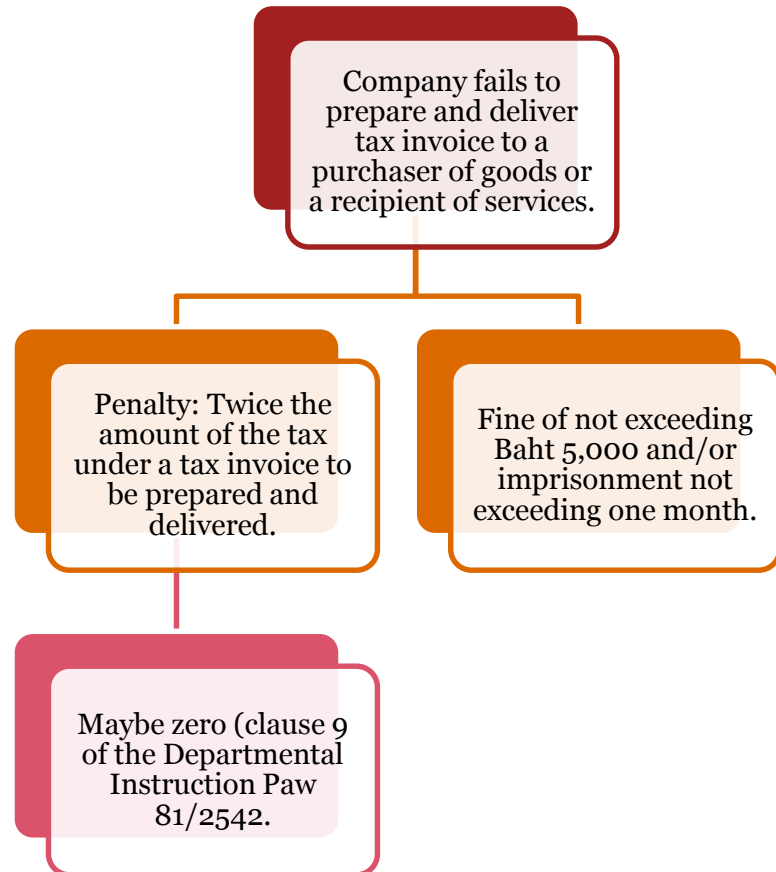 Company fails to
prepare and deliver
tax invoice to a
purchaser of goods or
a recipient of services.
Penalty: Twice the
amount of the tax
under a tax invoice to
be prepared and
delivered.
Fine of not exceeding
Baht 5,000 and/or
imprisonment not
exceeding one month.
Maybe zero (clause 9
of the Departmental
Instruction Paw
81/2542.